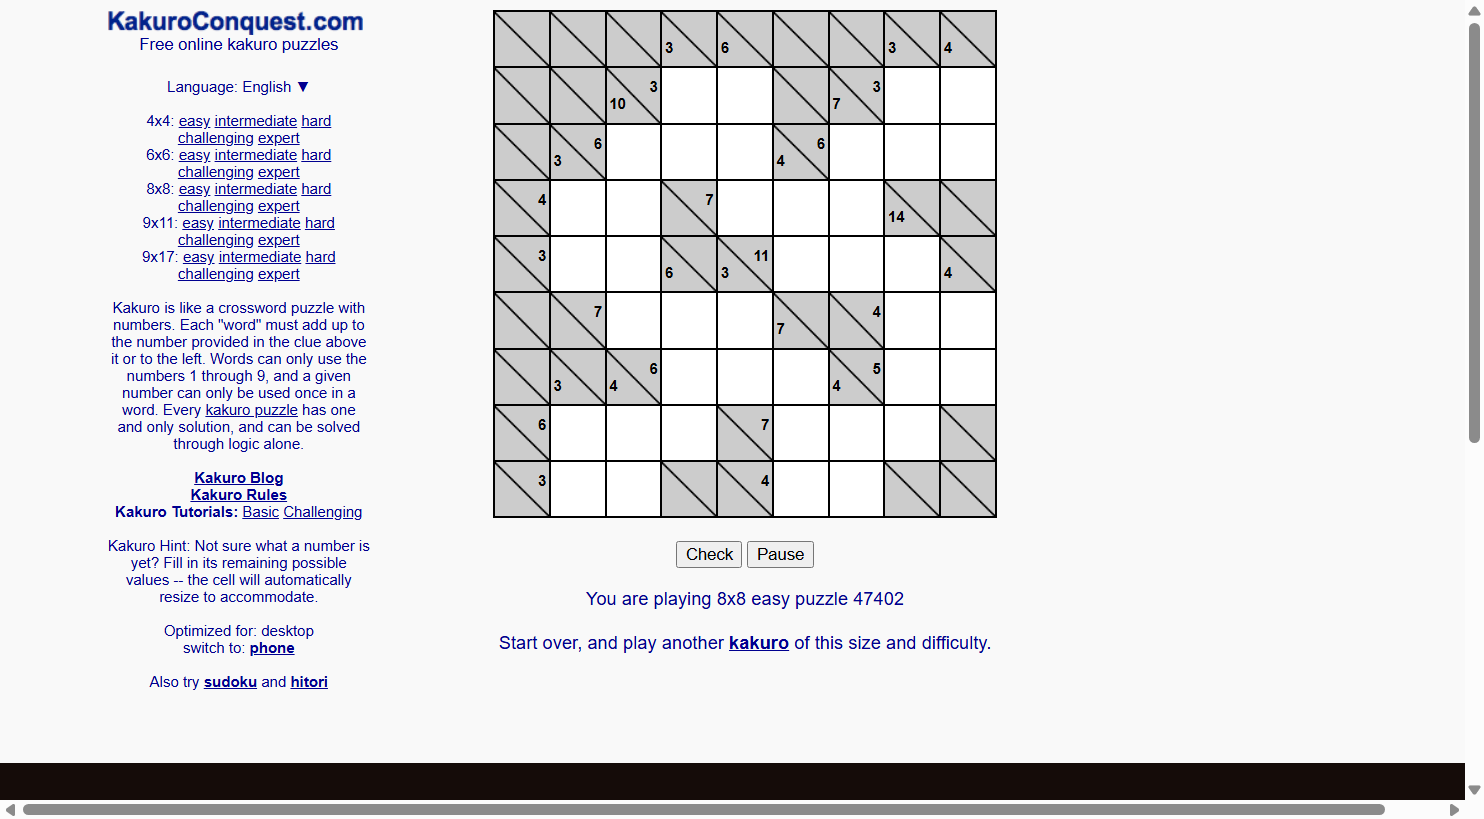 KakuroConquest.com
Free online kakuro puzzles
Language: English ▼
4x4: easy intermediate hard
challenging expert
6x6: easy intermediate hard
challenging expert
8x8: easy intermediate hard
challenging expert
9x11: easy intermediate hard
challenging expert
9x17: easy intermediate hard
challenging expert
Kakuro is like a crossword puzzle with
numbers. Each "word" must add up to
the number provided in the clue above
it or to the left. Words can only use the
numbers 1 through 9, and a given
number can only be used once in a
word. Every kakuro puzzle has one
and only solution, and can be solved
through logic alone.
Kakuro Blog
Kakuro Rules
Kakuro Tutorials: Basic Challenging
Kakuro Hint: Not sure what a number is
yet? Fill in its remaining possible
values -- the cell will automatically
resize to accommodate.
Optimized for: desktop
switch to: phone
Also try sudoku and hitori
3 6 3 4
3 3
10 7
6 6
3 4
4 7
14
3 11
6 3 4
7 4
7
6 5
3 4 4
6 7
3 4
Check Pause
You are playing 8x8 easy puzzle 47402
Start over, and play another kakuro of this size and difficulty.